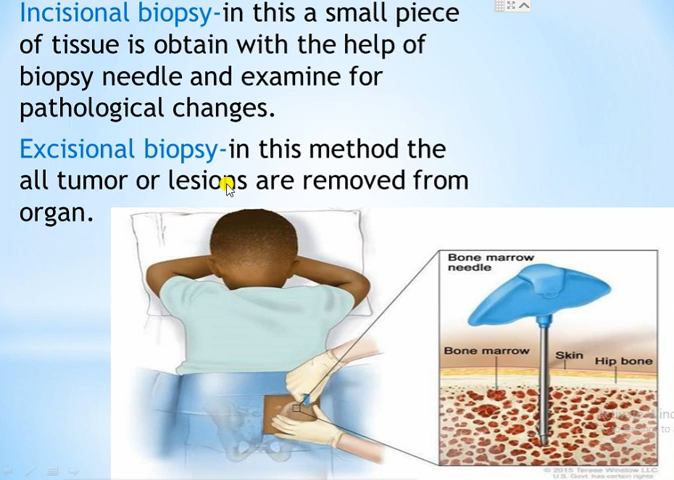 Incisional biopsy-in this a small piece
of tissue is obtain with the help of
biopsy needle and examine for
pathological changes.
Excisional biopsy-in this method the
all tumor or lesions are removed from
organ.
Bone marrow
needle
Bone marrow
Skin
Hip bone
© 2015 Terese Winslow LLC
U.S. Govt. has certain rights